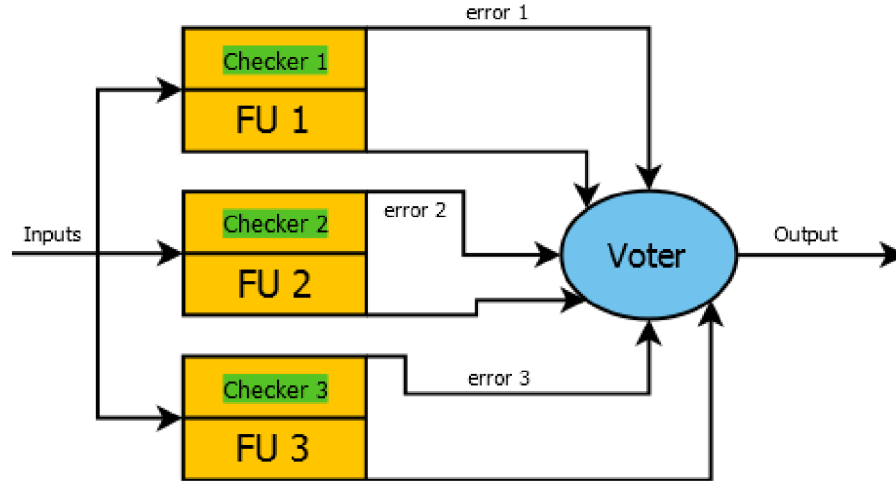 error 1
Checker 1
FU 1
Checker 2
error 2
Inputs
Voter
Output
FU 2
Checker 3
error 3
FU 3